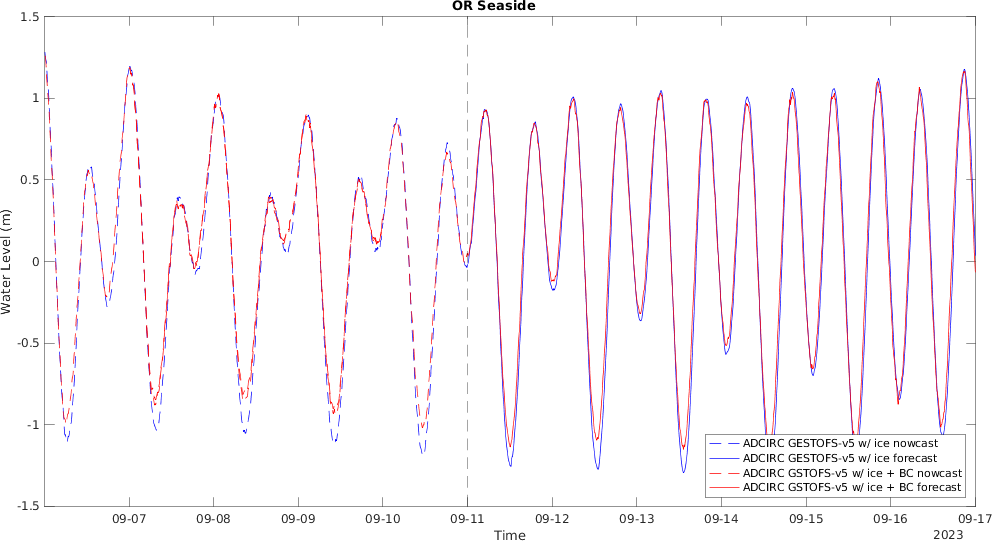 OR Seaside
1.5
1
0.5
0
-0.5
-1
-1.5
Water Level (m)
ADCIRC GESTOFS-v5 w/ ice nowcast
ADCIRC GESTOFS-v5 w/ ice forecast
ADCIRC GSTOFS-v5 w/ ice + BC nowcast
ADCIRC GSTOFS-v5 w/ ice + BC forecast
09-07 09-08 09-09 09-10 09-11 09-12 09-13 09-14 09-15 09-16 09-17
Time
2023